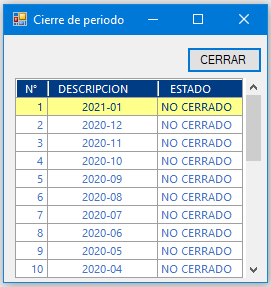 Cierre de periodo
CERRAR
N° DESCRIPCION ESTADO
1 2021-01 NO CERRADO
2 2020-12 NO CERRADO
3 2020-11 NO CERRADO
4 2020-10 NO CERRADO
5 2020-09 NO CERRADO
6 2020-08 NO CERRADO
7 2020-07 NO CERRADO
8 2020-06 NO CERRADO
9 2020-05 NO CERRADO
10 2020-04 NO CERRADO